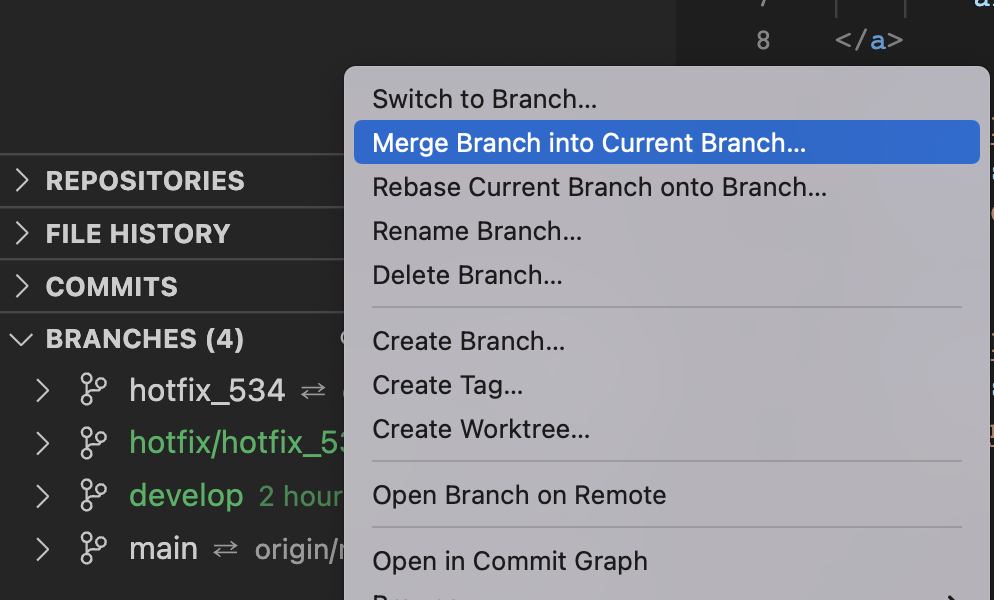 8 </a>
Switch to Branch...
Merge Branch into Current Branch...
Rebase Current Branch onto Branch...
Rename Branch...
Delete Branch...
Create Branch...
Create Tag...
Create Worktree...
Open Branch on Remote
Open in Commit Graph
REPOSITORIES
FILE HISTORY
COMMITS
BRANCHES (4)
hotfix_534
hotfix/hotfix_53
develop 2 hour
main origin/